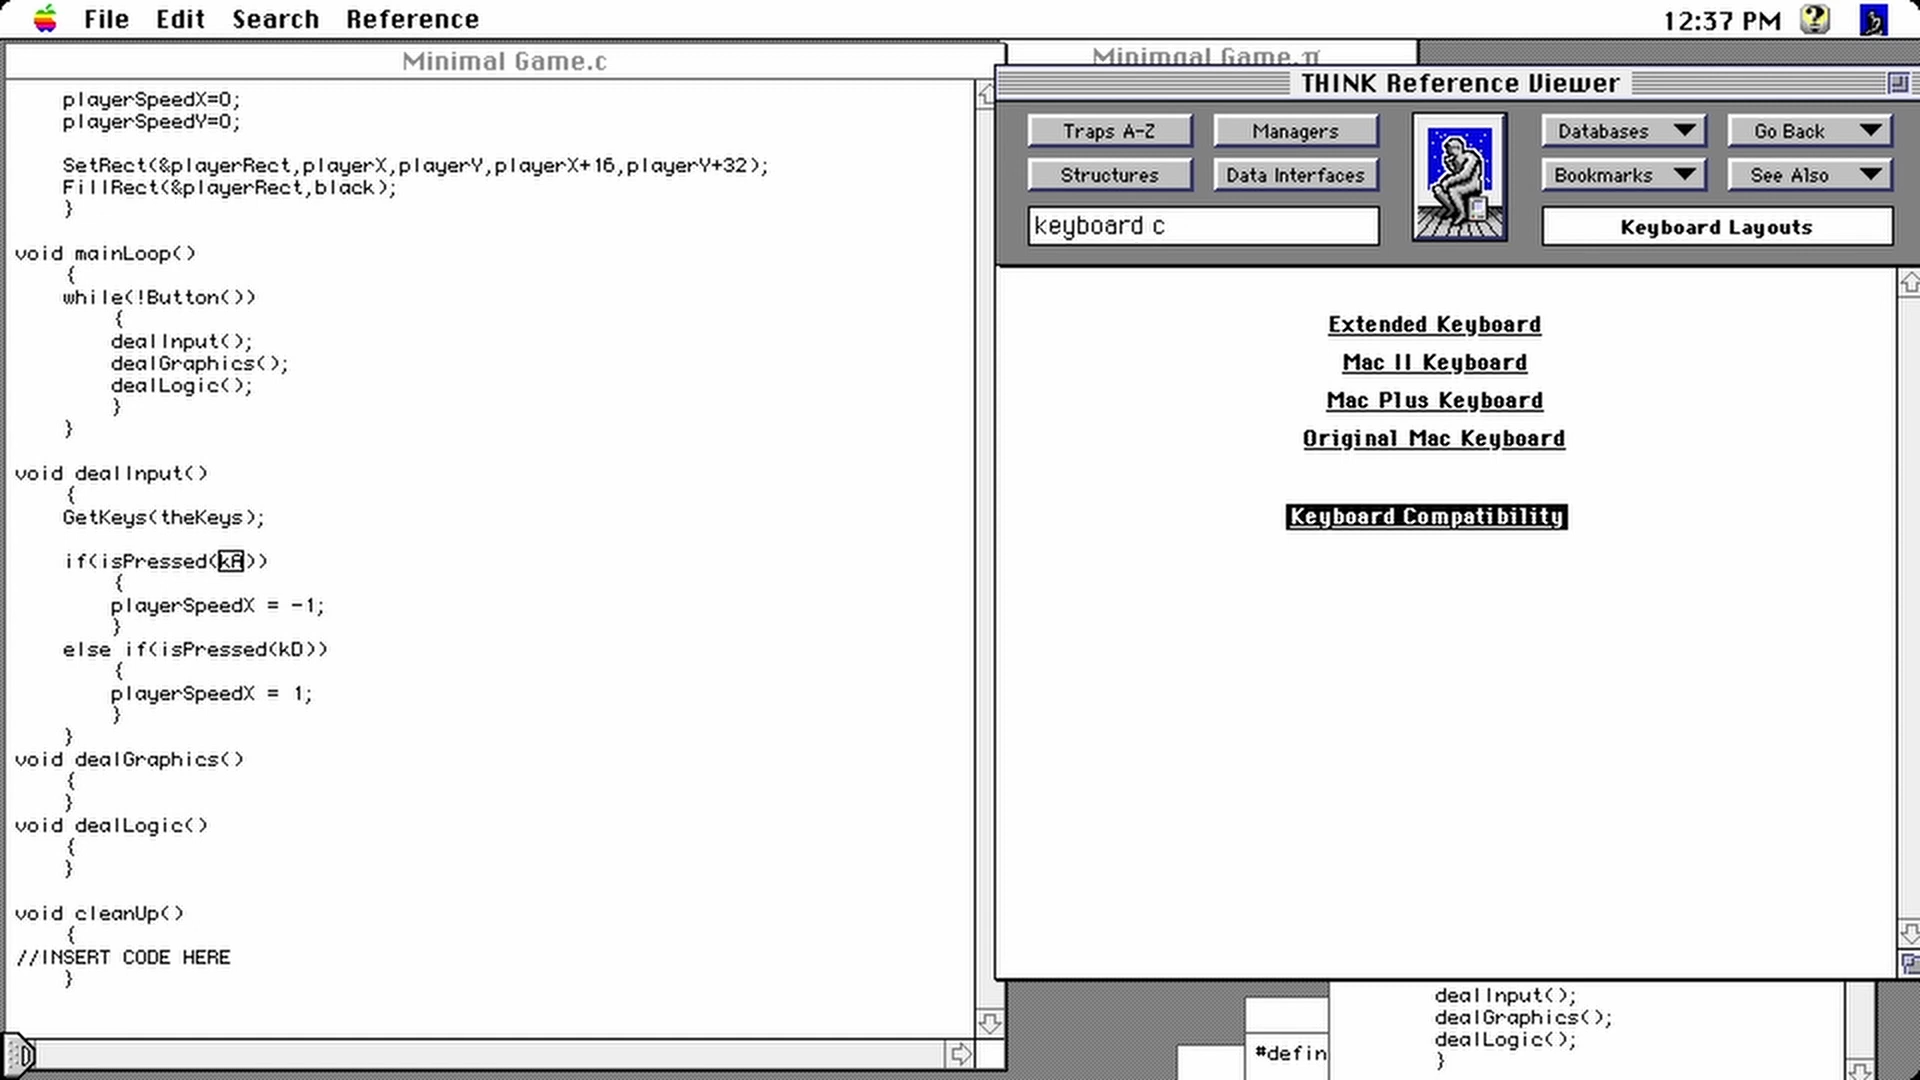 File Edit Search Reference
12:37 PM
Minimal Game.c
playerSpeedX=0;
playerSpeedY=0;
SetRect(&playerRect,playerX,playerY,playerX+16,playerY+32);
FillRect(&playerRect,black);
}
void mainLoop()
{
while(!Button())
{
dealInput();
dealGraphics();
dealLogic();
}
}
void dealInput()
{
GetKeys(theKeys);
if(isPressed(kA))
{
playerSpeedX = -1;
}
else if(isPressed(kD))
{
playerSpeedX = 1;
}
}
void dealGraphics()
{
}
void dealLogic()
{
}
void cleanUp()
{
//INSERT CODE HERE
}
Minimqal Game.π
THINK Reference Viewer
Traps A-Z
Managers
Databases
Go Back
Structures
Data Interfaces
Bookmarks
See Also
keyboard c
Keyboard Layouts
Extended Keyboard
Mac II Keyboard
Mac Plus Keyboard
Original Mac Keyboard
Keyboard Compatibility
#defin
dealInput();
dealGraphics();
dealLogic();
}